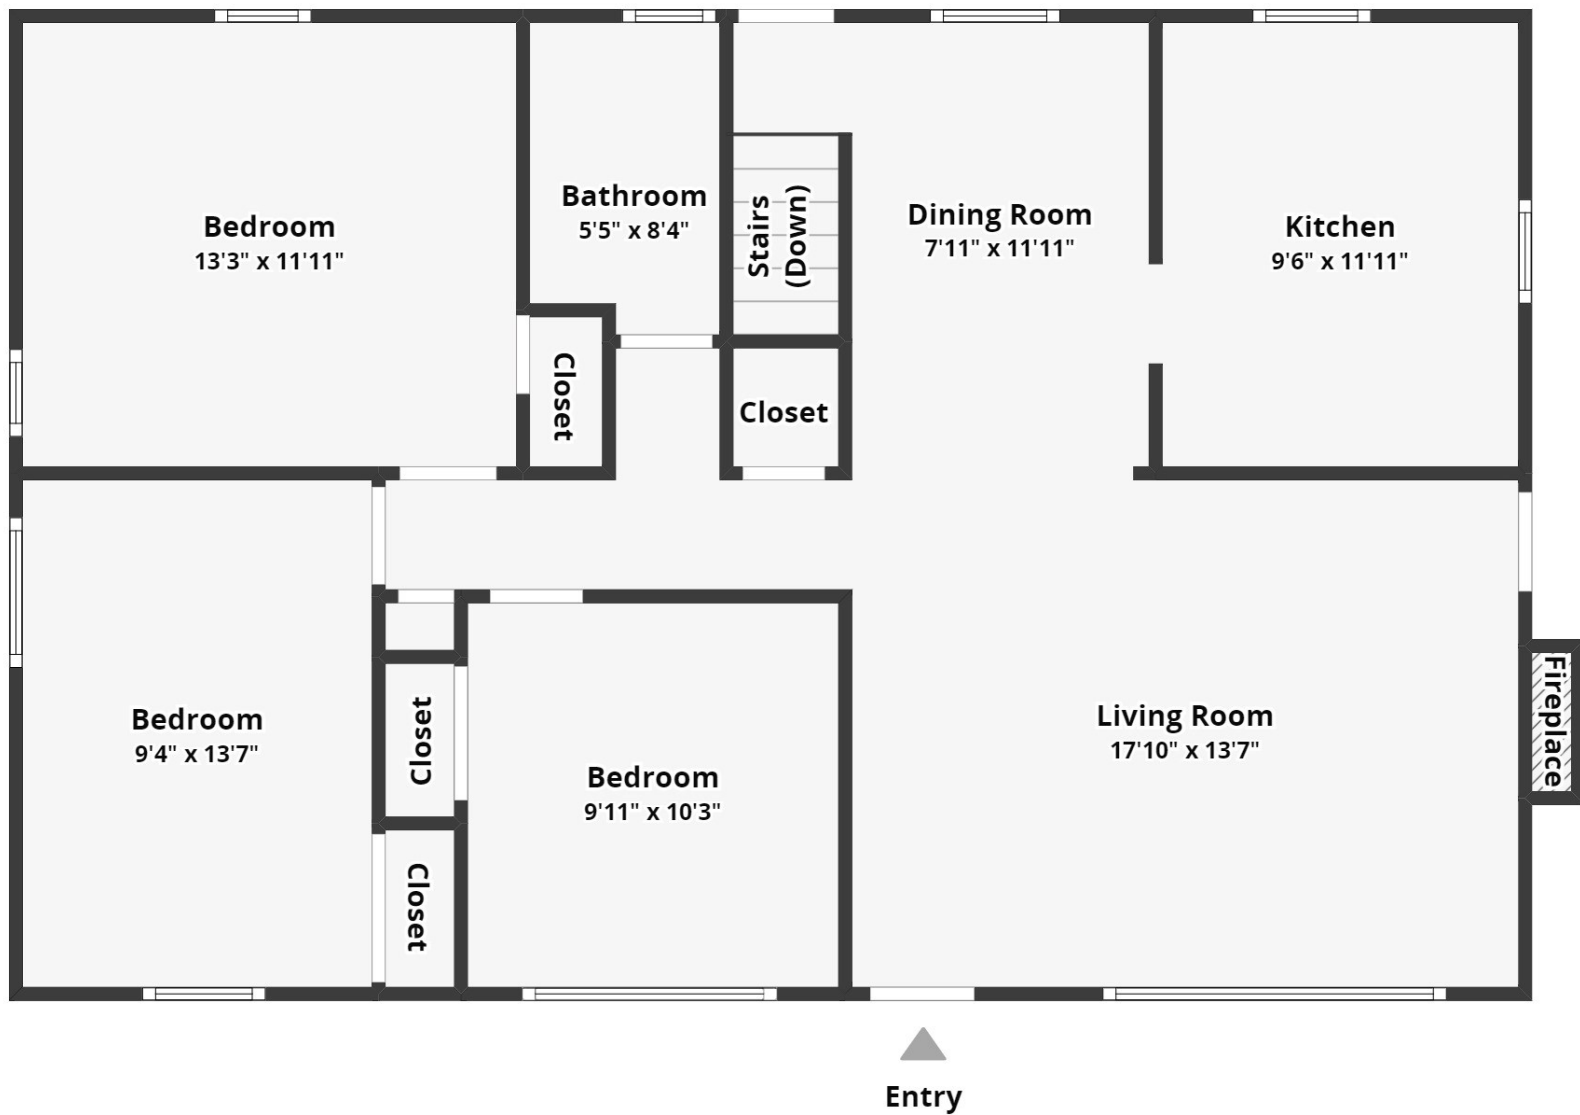 Bedroom
13'3" x 11'11"
Bathroom
5'5" x 8'4"
Stairs
(Down)
Dining Room
7'11" x 11'11"
Kitchen
9'6" x 11'11"
Closet
Closet
Bedroom
9'4" x 13'7"
Closet
Closet
Bedroom
9'11" x 10'3"
Living Room
17'10" x 13'7"
Fireplace
Entry